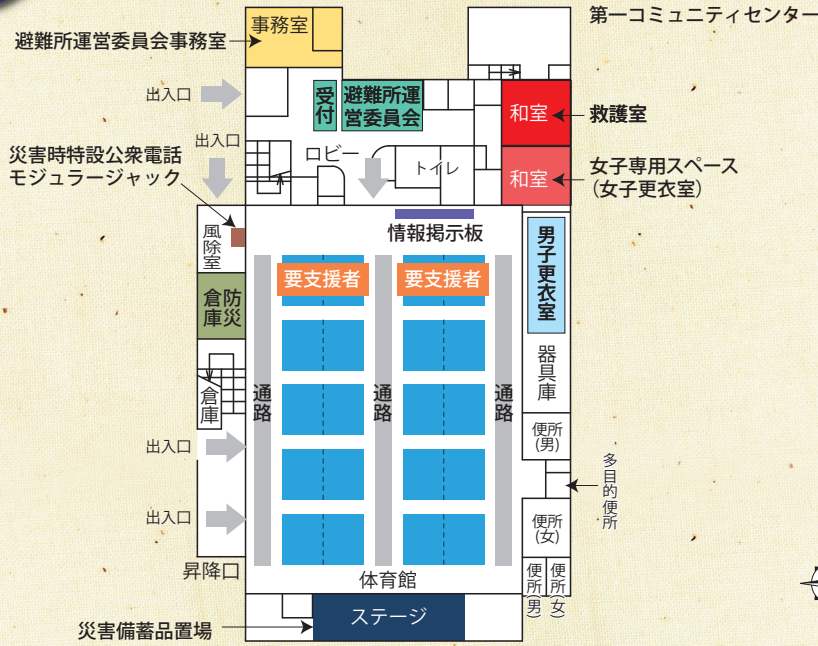 第一コミュニティセンター
事務室
避難所運営委員会事務室
出入口
受付
避難所運
営委員会
和室
救護室
出入口
ロビー
トイレ
災害時特設公衆電話
モジュラージャック
和室
女子専用スペース
(女子更衣室)
風除室
情報掲示板
男子更衣室
要支援者
要支援者
防災
倉庫
器具庫
倉庫
通路
通路
通路
便所
(男)
出入口
多目的便所
出入口
便所
(女)
昇降口
体育館
便所(男)
便所(女)
ステージ
災害備蓄品置場